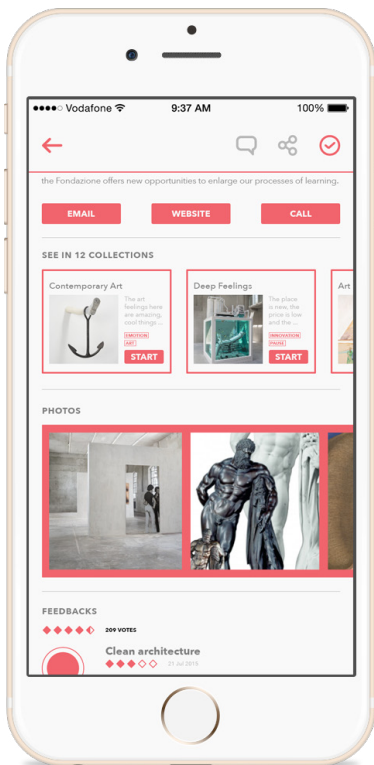 Vodafone
9:37 AM
100%
the Fondazione offers new opportunities to enlarge our processes of learning.
EMAIL
WEBSITE
CALL
SEE IN 12 COLLECTIONS
Contemporary Art
The art
feelings here
are amazing,
cool things ...
EMOTION
ART
START
Deep Feelings
The place
is new, the
price is low
and the ...
INNOVATION
PAUSE
START
Art
PHOTOS
FEEDBACKS
209 VOTES
Clean architecture
21 Jul 2015